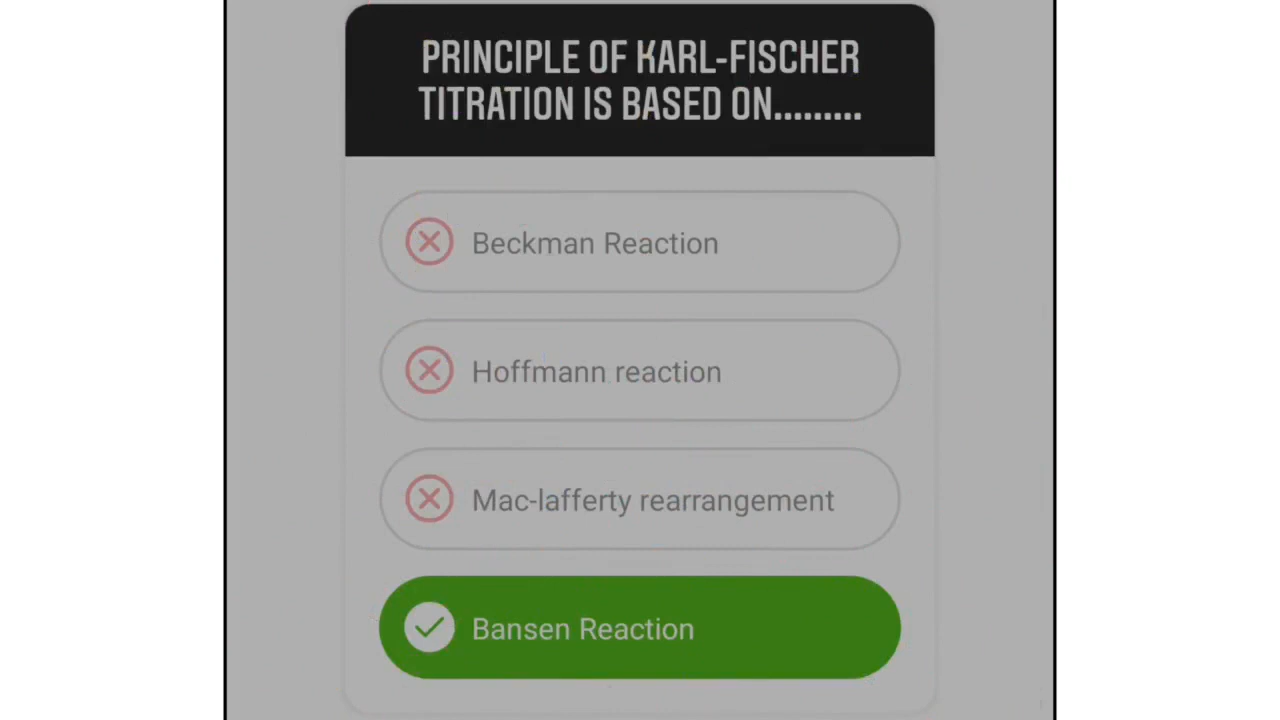 PRINCIPLE OF KARL-FISCHER
TITRATION IS BASED ON.........
Beckman Reaction
Hoffmann reaction
Mac-lafferty rearrangement
Bansen Reaction